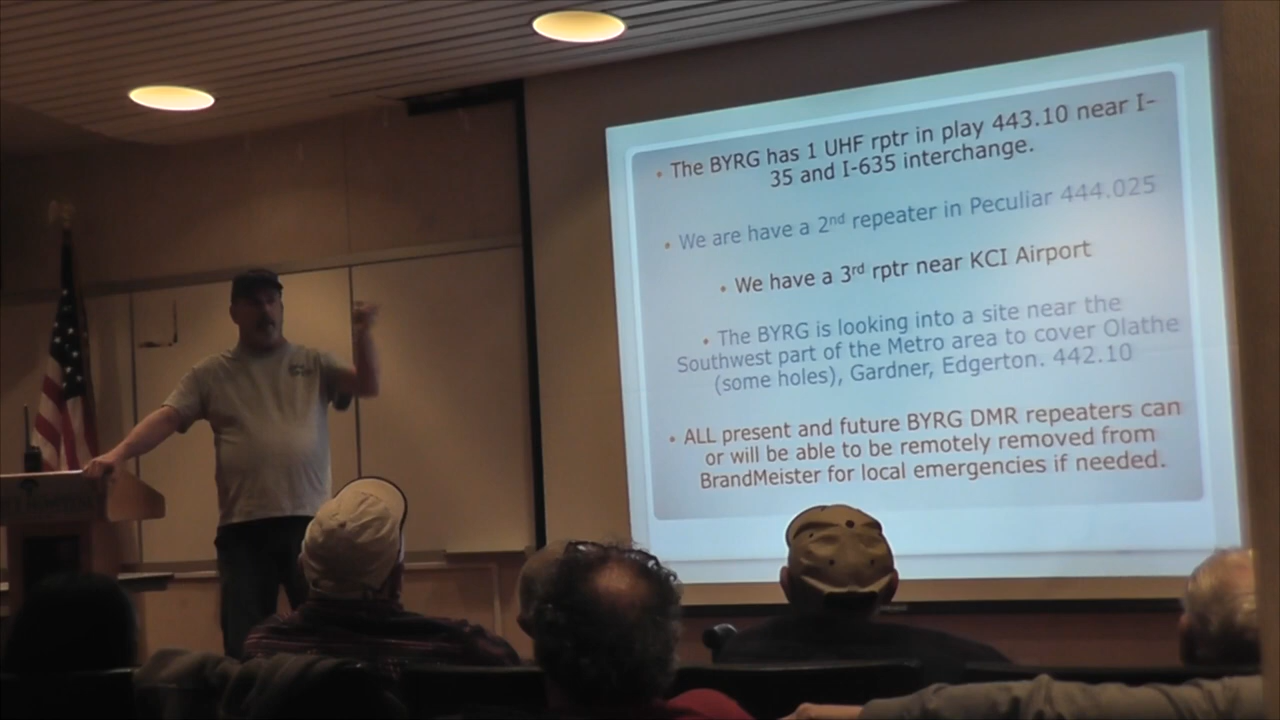 • The BYRG has 1 UHF rptr in play 443.10 near I-
35 and I-635 interchange.
• We are have a 2nd repeater in Peculiar 444.025
• We have a 3rd rptr near KCI Airport
• The BYRG is looking into a site near the
Southwest part of the Metro area to cover Olathe
(some holes), Gardner, Edgerton. 442.10
• ALL present and future BYRG DMR repeaters can
or will be able to be remotely removed from
BrandMeister for local emergencies if needed.